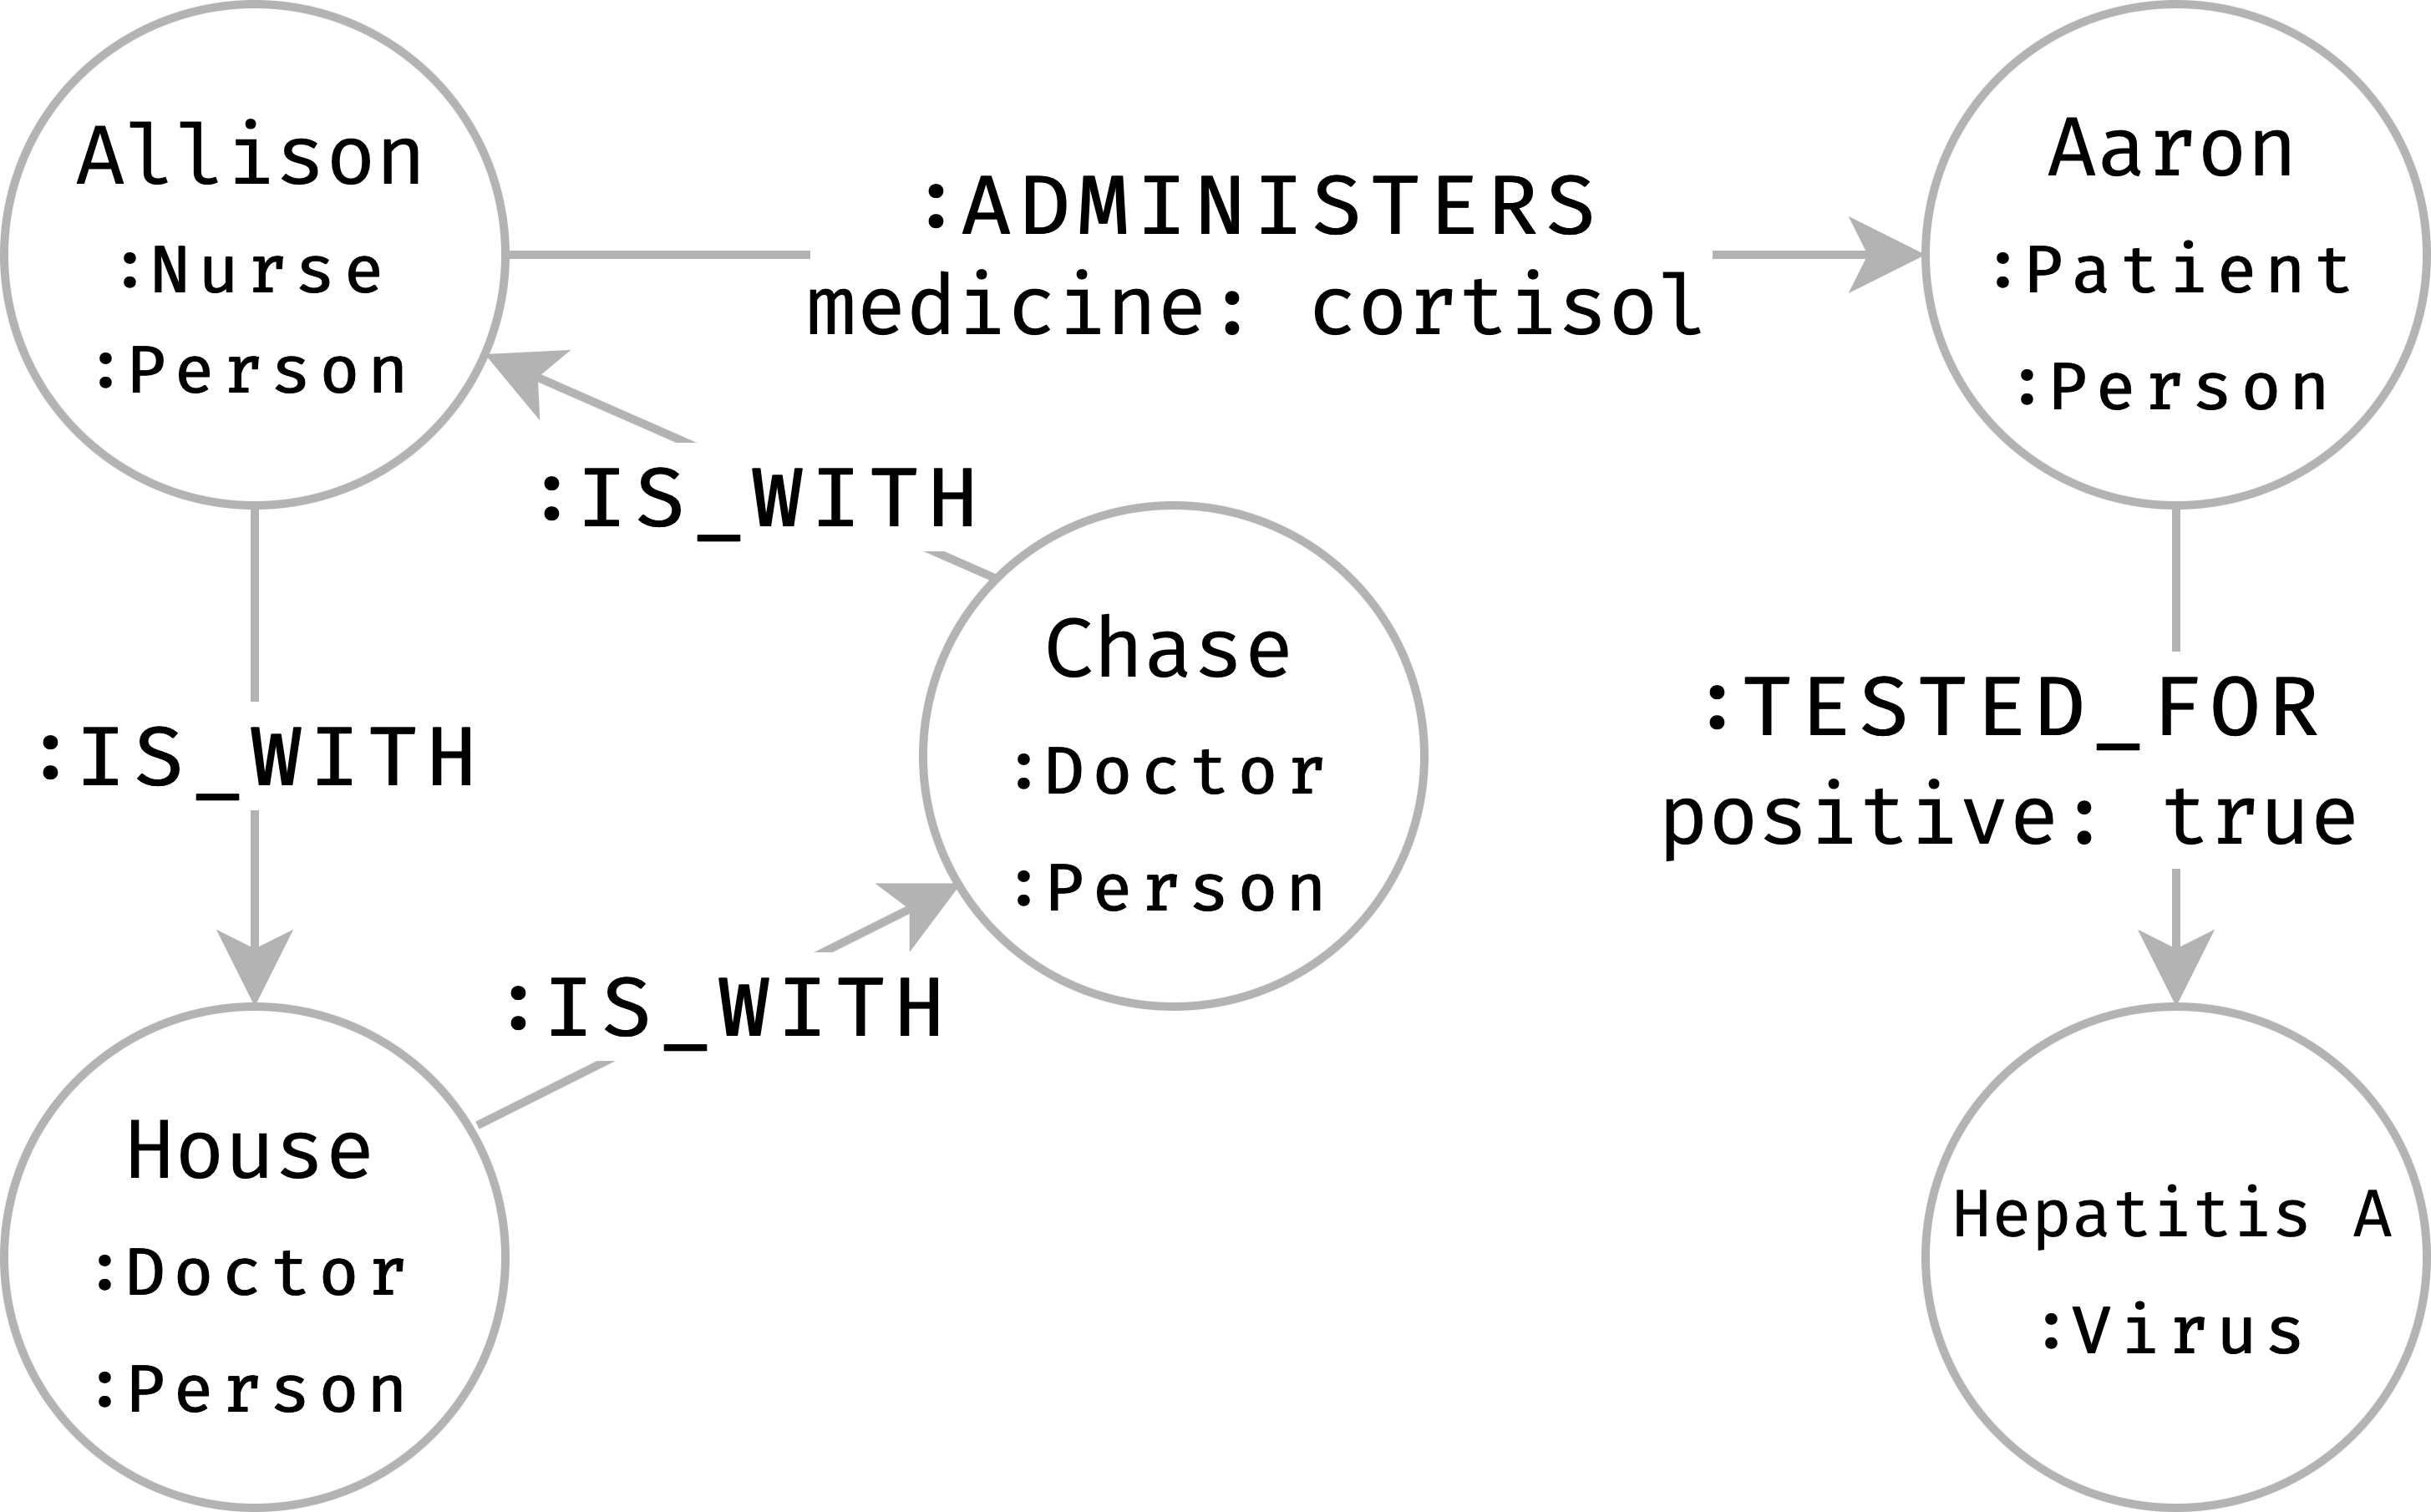 Allison
:Nurse
:Person
:ADMINISTERS
medicine: cortisol
Aaron
:Patient
:Person
:IS_WITH
Chase
:Doctor
:Person
:IS_WITH
:TESTED_FOR
positive: true
:IS_WITH
House
:Doctor
:Person
Hepatitis A
:Virus